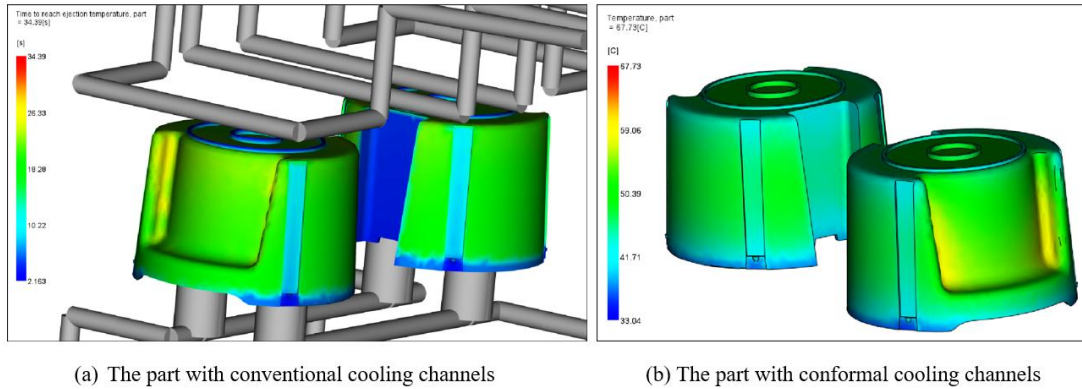 Time to reach ejection temperature, part
= 34.39[s]
[s]
34.39
26.33
18.28
10.22
2.163
Temperature, part
= 67.73[C]
[C]
67.73
59.06
50.39
41.71
33.04
(a) The part with conventional cooling channels
(b) The part with conformal cooling channels